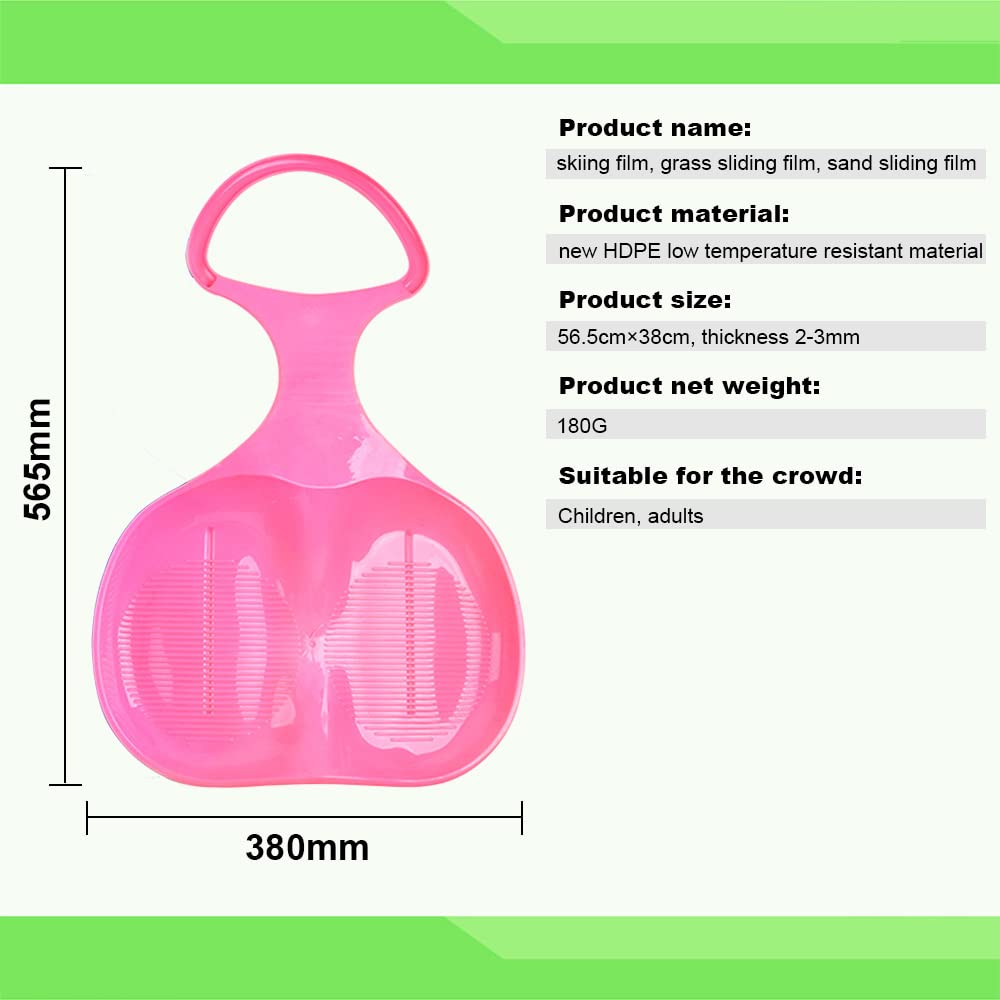 Product name:
skiing film, grass sliding film, sand sliding film
Product material:
new HDPE low temperature resistant material
Product size:
56.5cm×38cm, thickness 2-3mm
Product net weight:
180G
Suitable for the crowd:
Children, adults
565mm
380mm